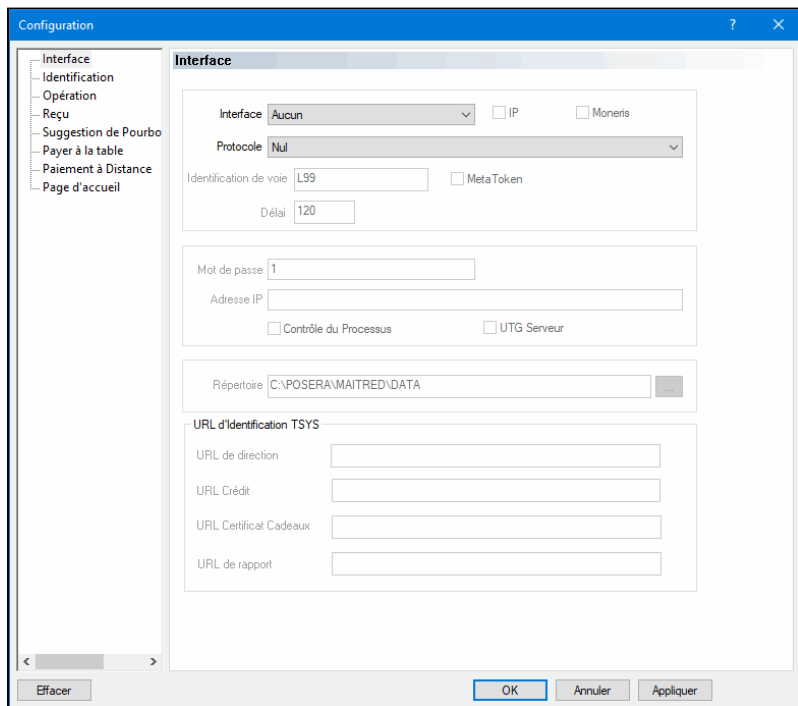 Configuration
?
Interface
Identification
Opération
Reçu
Suggestion de Pourbo
Payer à la table
Paiement à Distance
Page d'accueil
Interface
Interface Aucun IP Moneris
Protocole Nul
Identification de voie L99 MetaToken
Délai 120
Mot de passe 1
Adresse IP
Contrôle du Processus UTG Serveur
Répertoire C:\POSERA\MAITRED\DATA ...
URL d'Identification TSYS
URL de direction
URL Crédit
URL Certificat Cadeaux
URL de rapport
Effacer OK Annuler Appliquer